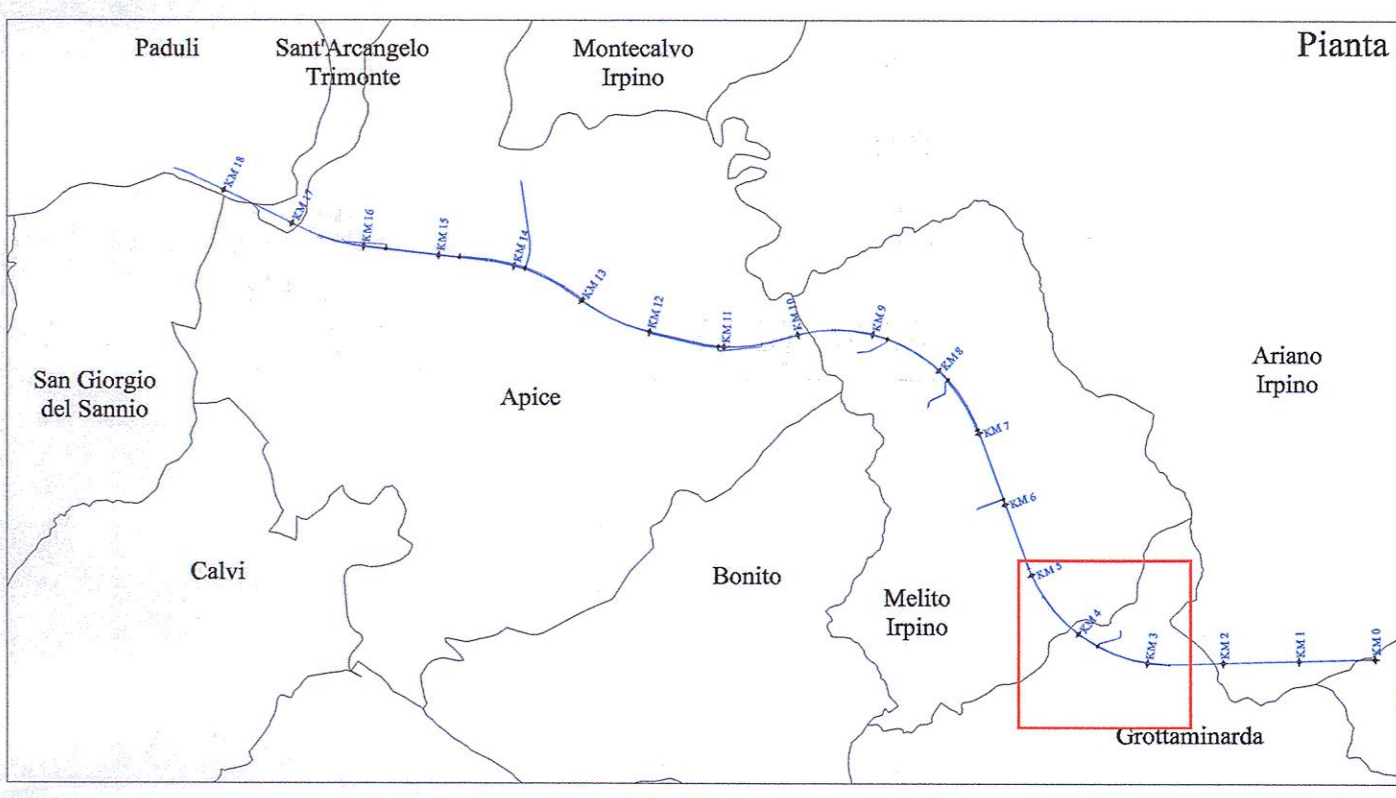 Pianta
Paduli
Sant'Arcangelo
Trimonte
Montecalvo
Irpino
KM 18
KM 17
KM 16
KM 15
KM 14
KM 13
KM 12
KM 11
KM 10
KM 9
KM 8
KM 7
KM 6
KM 5
KM 4
KM 3
KM 2
KM 1
KM 0
San Giorgio
del Sannio
Apice
Ariano
Irpino
Calvi
Bonito
Melito
Irpino
Grottaminarda